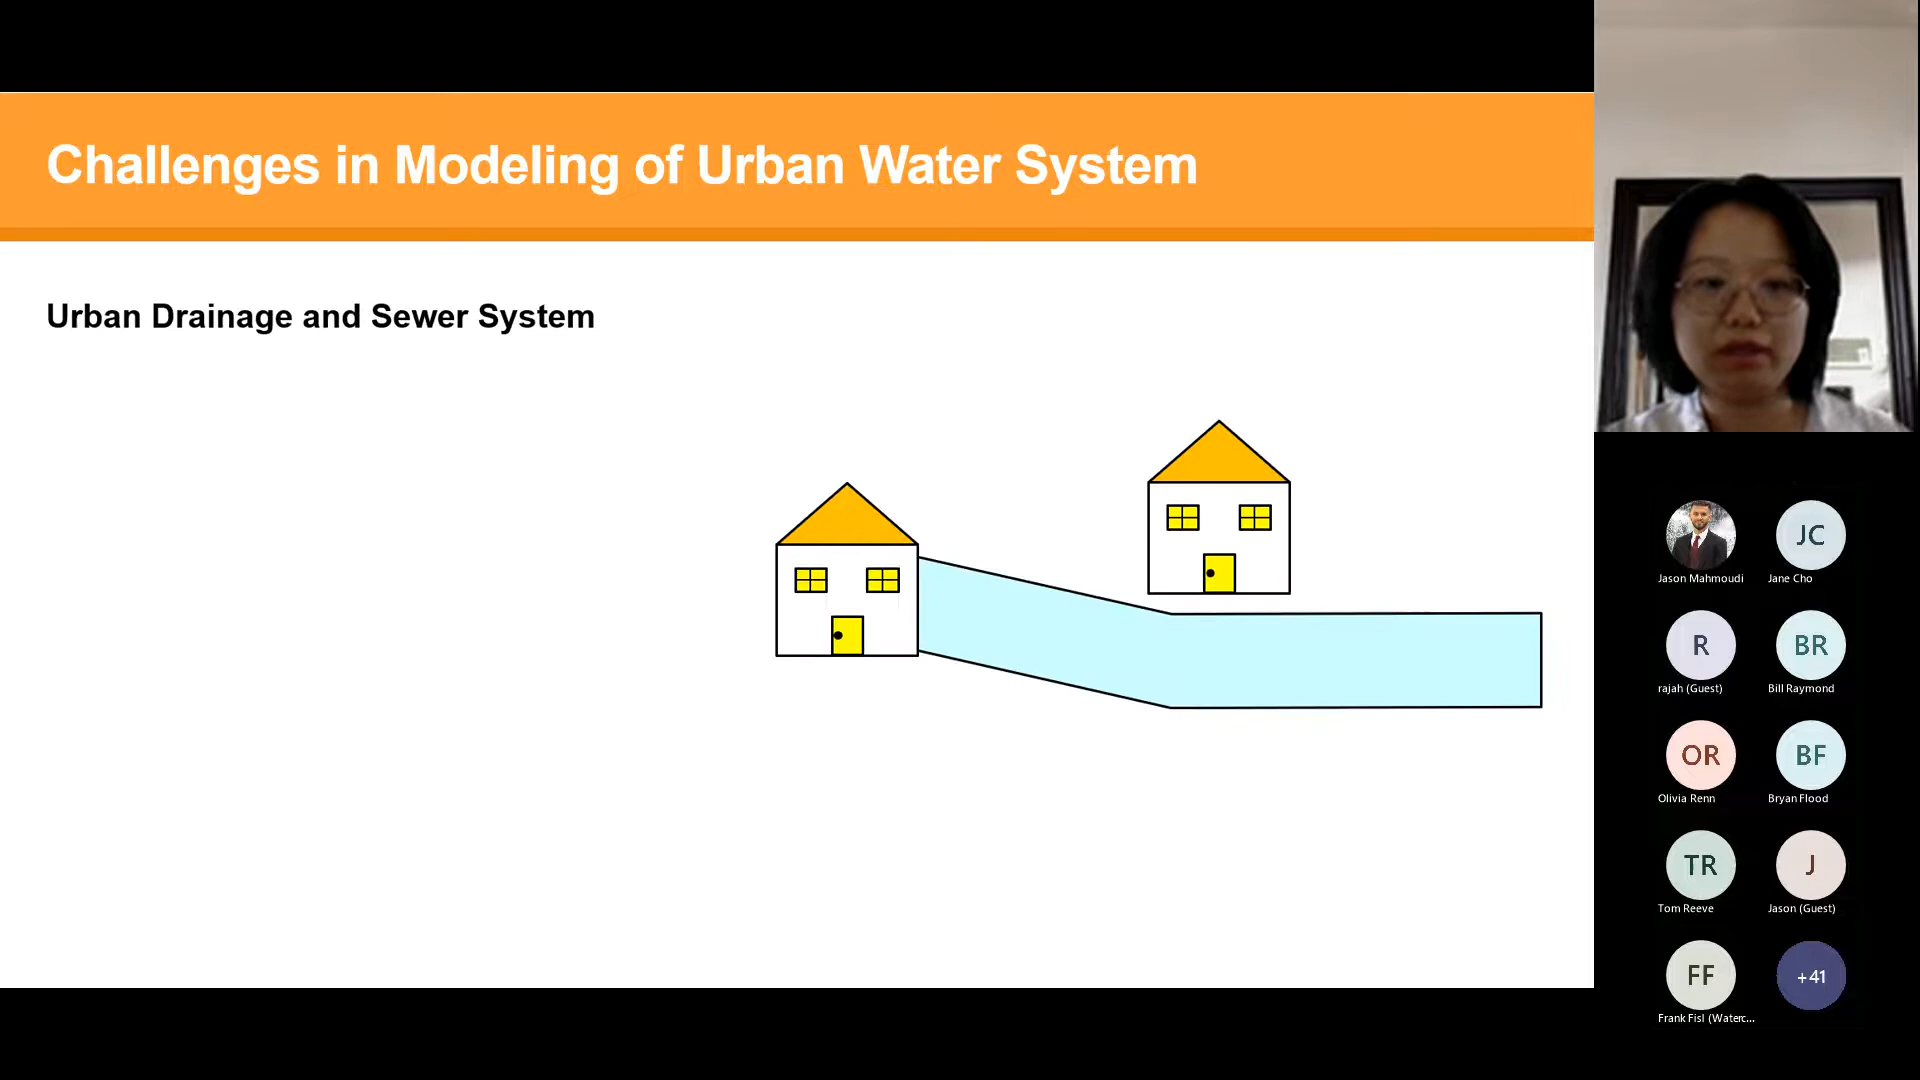 Challenges in Modeling of Urban Water System
Urban Drainage and Sewer System
JC
Jason Mahmoudi
Jane Cho
R
BR
rajah (Guest)
Bill Raymond
OR
BF
Olivia Renn
Bryan Flood
TR
J
Tom Reeve
Jason (Guest)
FF
+41
Frank Fisl (Waterc...